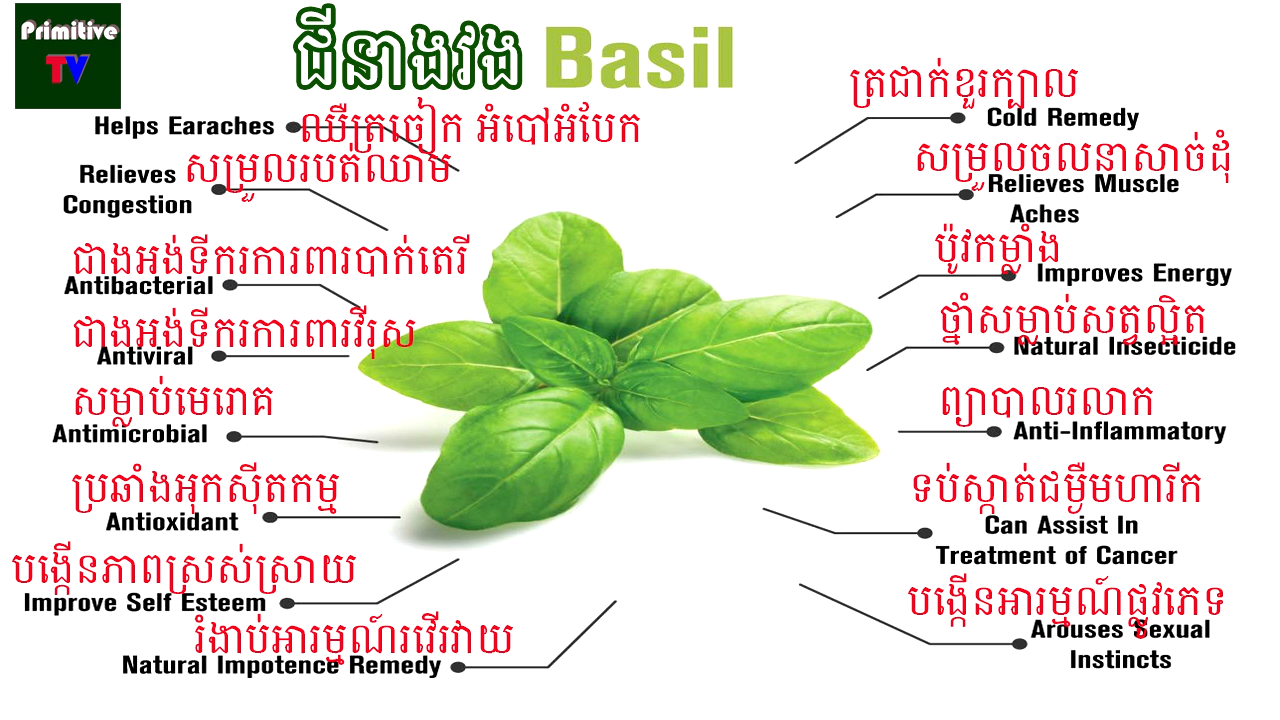 Primitive
TV
ជីនាងវង Basil
ឈឺត្រចៀក អំបៅអំបែក
Helps Earaches
សម្រួលរបត់ឈាម
Relieves
Congestion
ជាងអង់ទីករការពារបាក់តេរី
Antibacterial
ជាងអង់ទីករការពារវីរុស
Antiviral
សម្លាប់មេរោគ
Antimicrobial
ប្រឆាំងអុកស៊ីតកម្ម
Antioxidant
បង្កើនភាពស្រស់ស្រាយ
Improve Self Esteem
រំងាប់អារម្មណ៍រវើរវាយ
Natural Impotence Remedy
ត្រជាក់ខួរក្បាល
Cold Remedy
សម្រួលចលនាសាច់ដុំ
Relieves Muscle
Aches
ប៉ូវកម្លាំង
Improves Energy
ថ្នាំសម្លាប់សត្វល្អិត
Natural Insecticide
ព្យាបាលរលាក
Anti-Inflammatory
ទប់ស្កាត់ជម្ងឺមហារីក
Can Assist In
Treatment of Cancer
បង្កើនអារម្មណ៍ផ្លូវភេទ
Arouses Sexual
Instincts